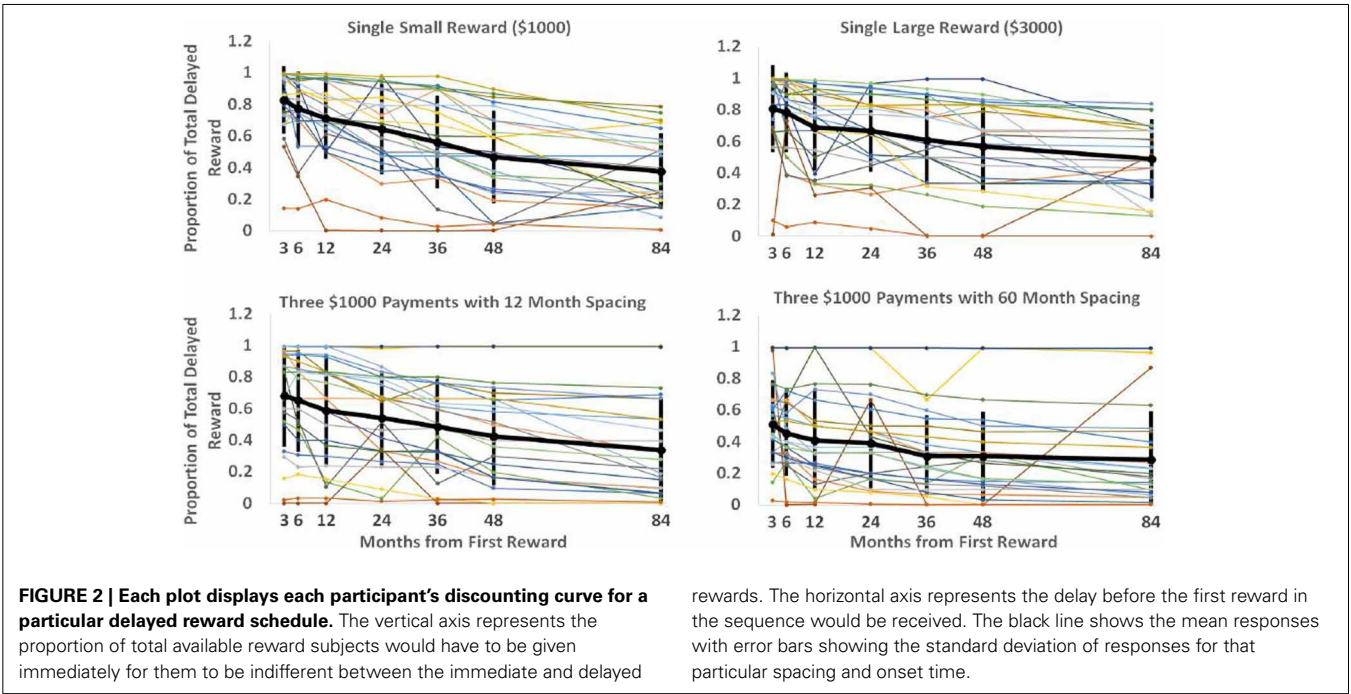 Single Small Reward ($1000)
Proportion of Total Delayed
Reward
1.2
1
0.8
0.6
0.4
0.2
0
3 6 12 24 36 48 84
Single Large Reward ($3000)
1.2
1
0.8
0.6
0.4
0.2
0
3 6 12 24 36 48 84
Three $1000 Payments with 12 Month Spacing
Proportion of Total Delayed
Reward
1.2
1
0.8
0.6
0.4
0.2
0
3 6 12 24 36 48 84
Months from First Reward
Three $1000 Payments with 60 Month Spacing
1.2
1
0.8
0.6
0.4
0.2
0
3 6 12 24 36 48 84
Months from First Reward
FIGURE 2 | Each plot displays each participant's discounting curve for a
particular delayed reward schedule. The vertical axis represents the
proportion of total available reward subjects would have to be given
immediately for them to be indifferent between the immediate and delayed
rewards. The horizontal axis represents the delay before the first reward in
the sequence would be received. The black line shows the mean responses
with error bars showing the standard deviation of responses for that
particular spacing and onset time.